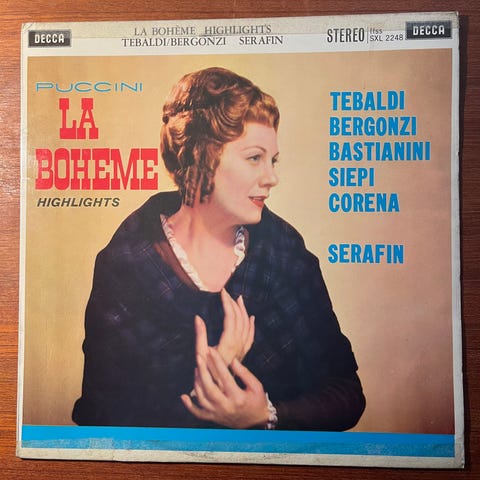 DECCA
LA BOHÈME HIGHLIGHTS
TEBALDI/BERGONZI SERAFIN
STEREO
ffss
SXL 2248
DECCA
PUCCINI
LA
BOHEME
HIGHLIGHTS
TEBALDI
BERGONZI
BASTIANINI
SIEPI
CORENA
SERAFIN